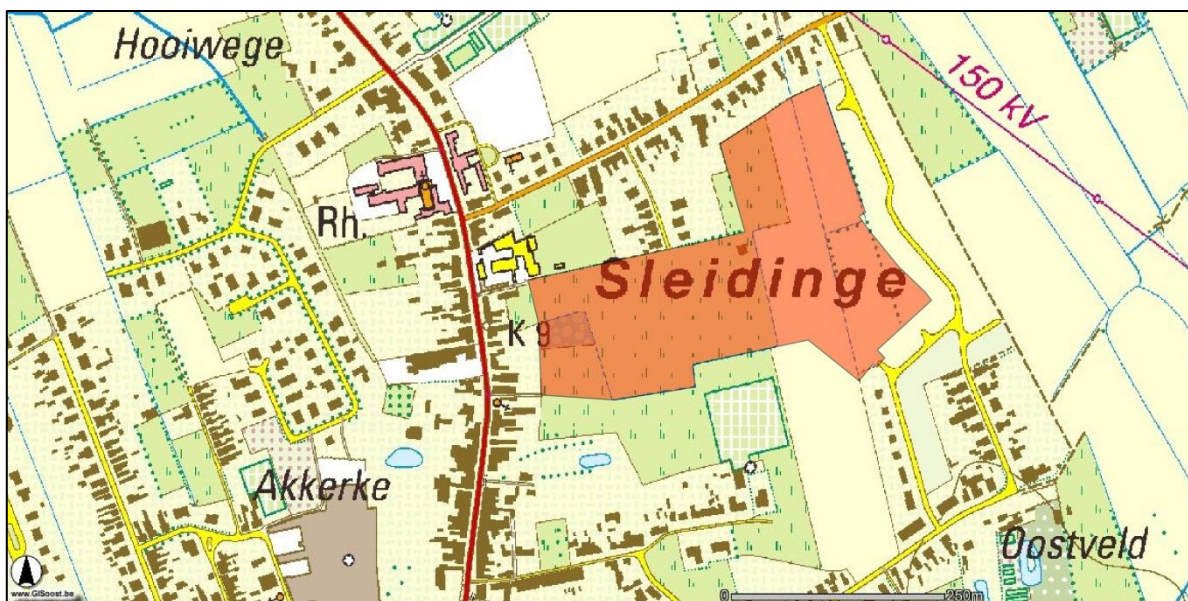 Hooiwege
150 kV
Rh.
Sleidinge
K 9
Akkerke
Oostveld
www.GISoost.be
0 250m